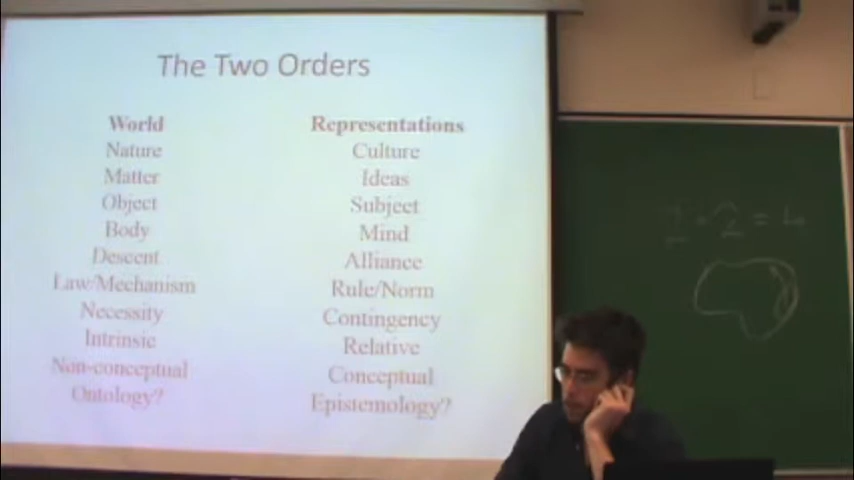 The Two Orders
World Representations
Nature Culture
Matter Ideas
Object Subject
Body Mind
Descent Alliance
Law/Mechanism Rule/Norm
Necessity Contingency
Intrinsic Relative
Non-conceptual Conceptual
Ontology? Epistemology?